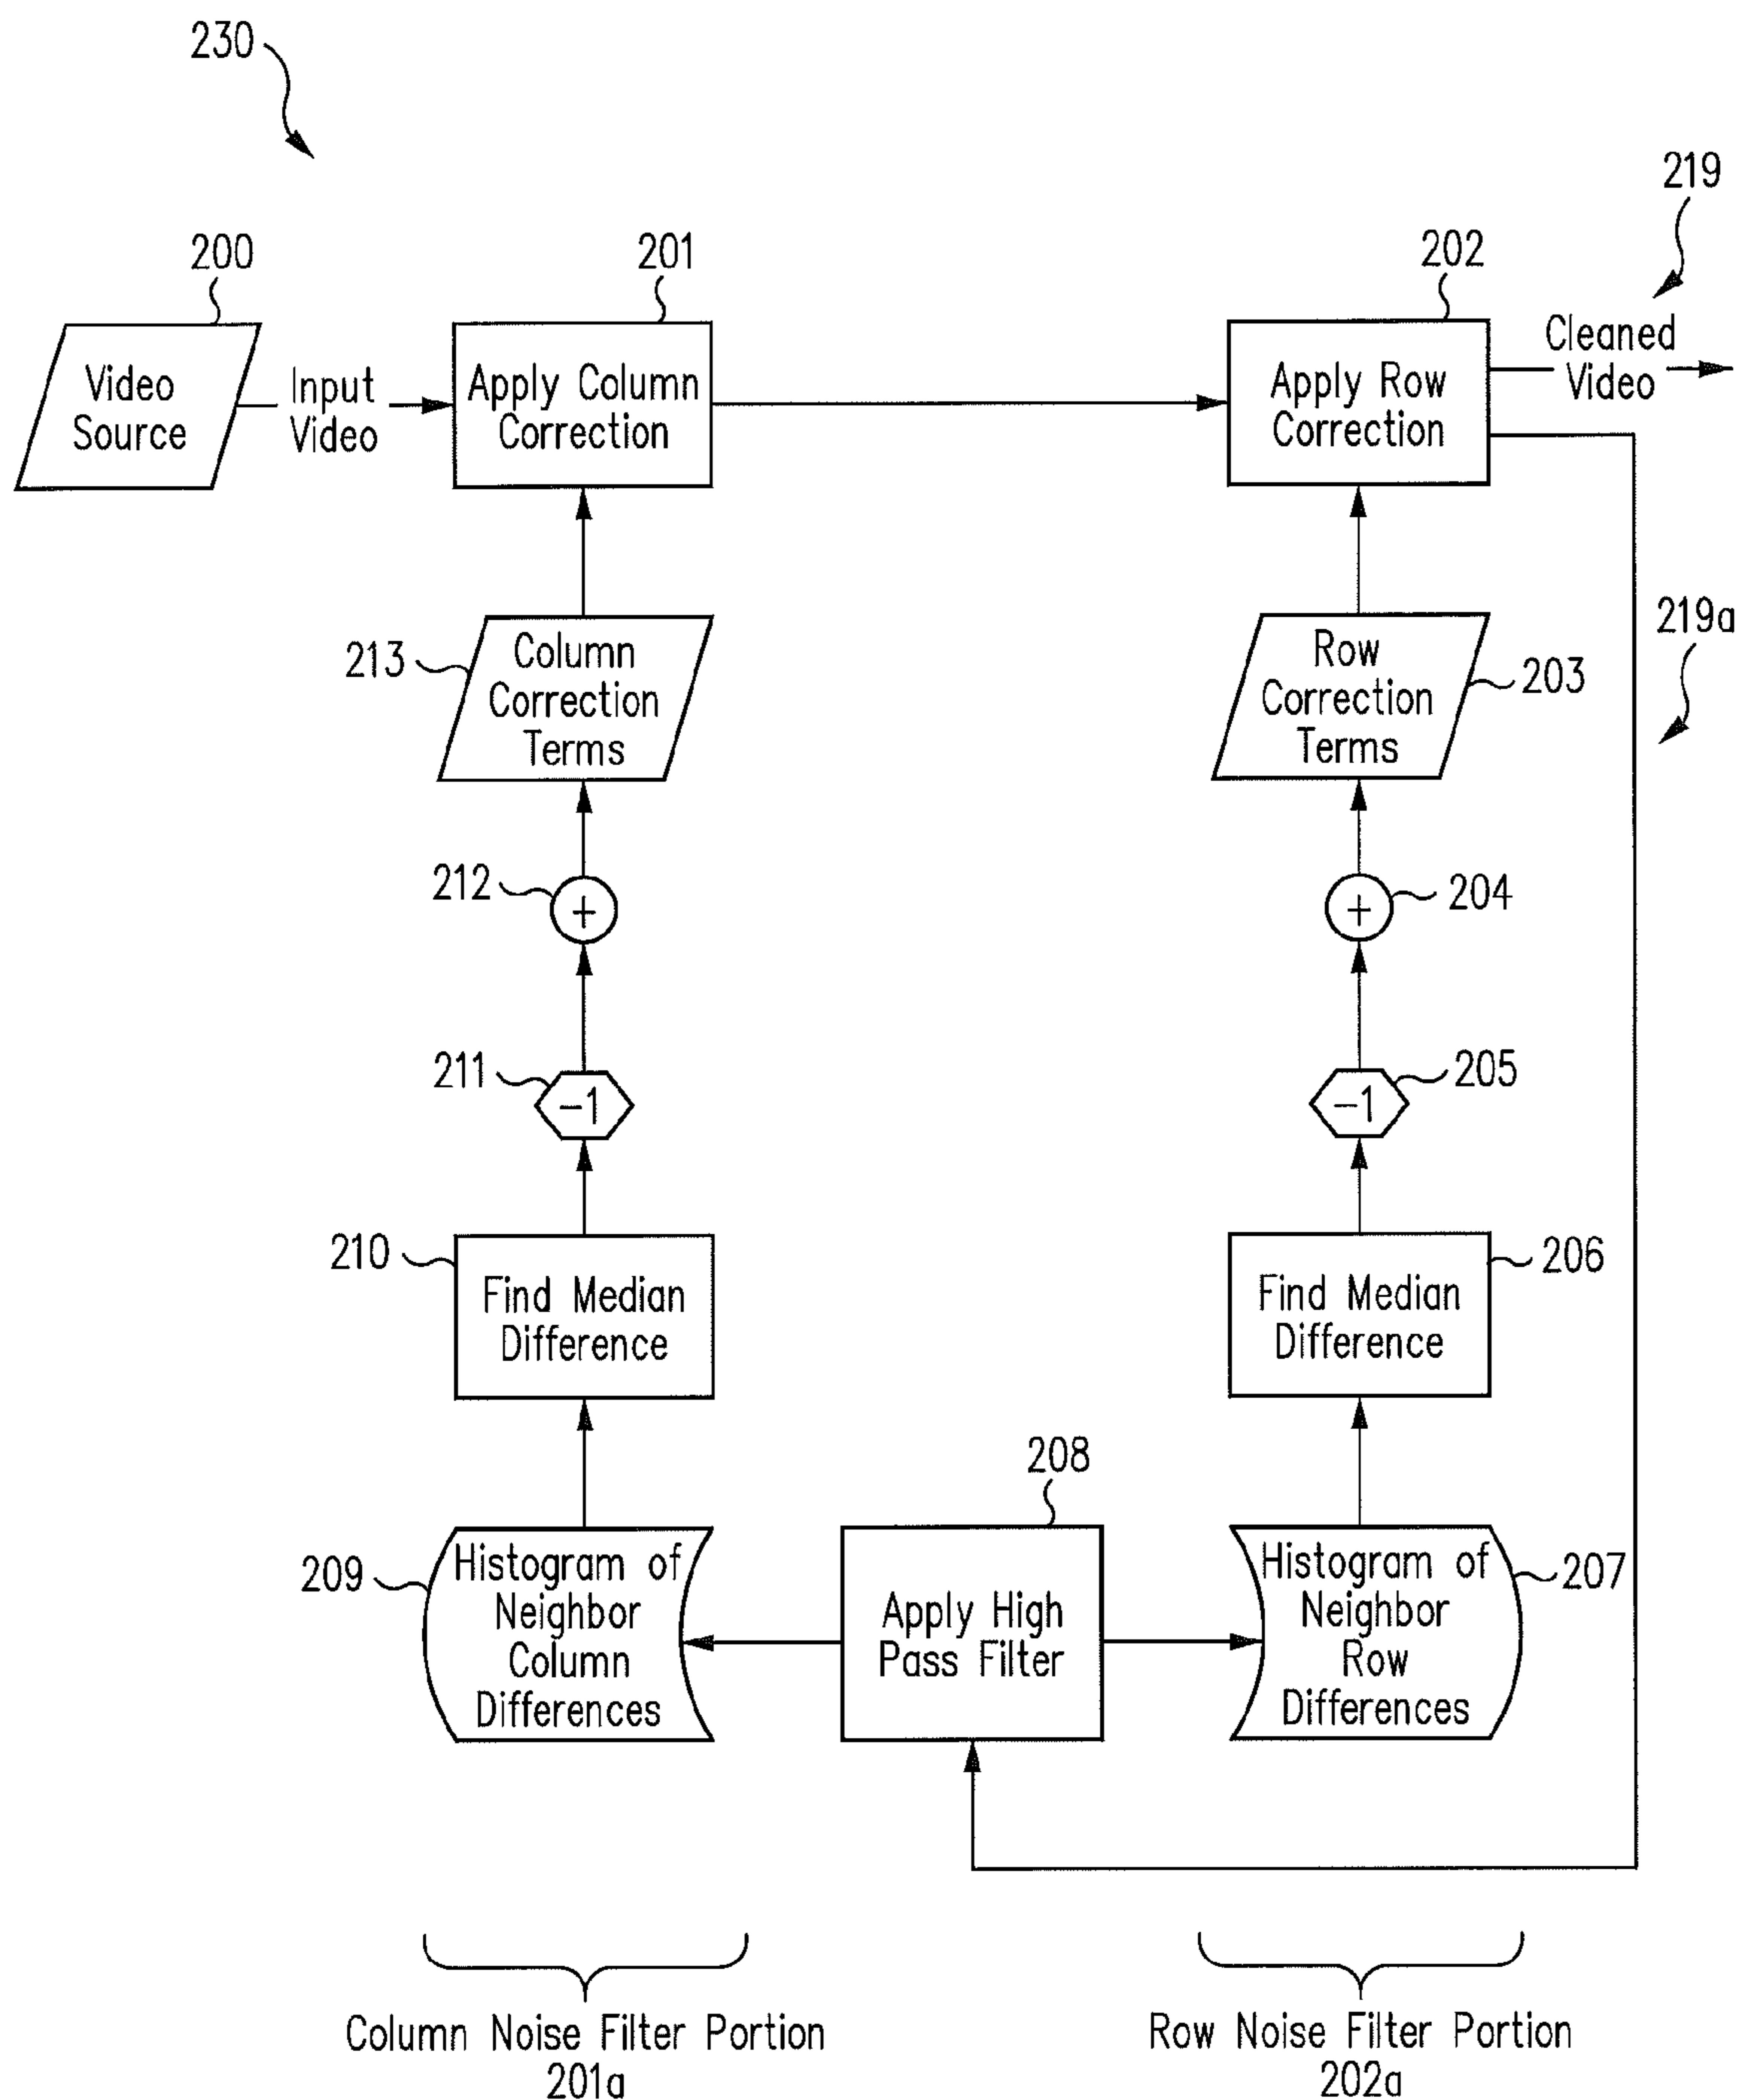 230
219
200
201
202
Video
Source
Input
Video
Apply Column
Correction
Apply Row
Correction
Cleaned
Video
219a
213
Column
Correction
Terms
Row
Correction
Terms
203
212
+
+
204
211
-1
-1
205
210
Find Median
Difference
Find Median
Difference
206
208
209
Histogram of
Neighbor
Column
Differences
Apply High
Pass Filter
Histogram of
Neighbor
Row
Differences
207
Column Noise Filter Portion
201a
Row Noise Filter Portion
202a